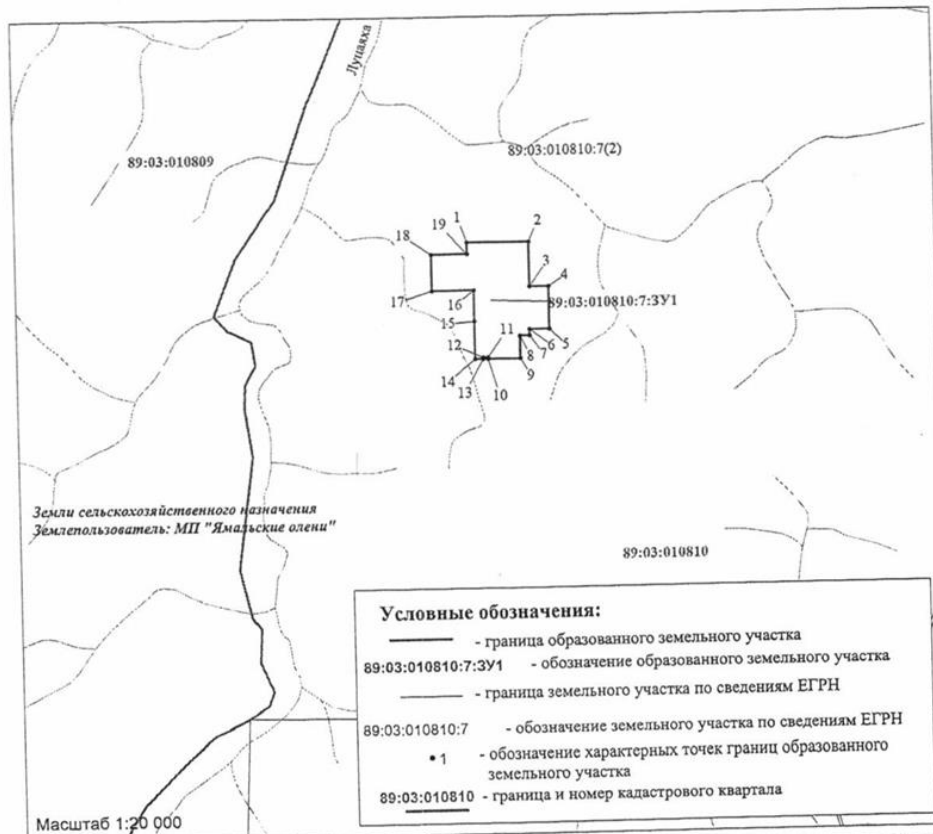 Луцаяха
89:03:010809
89:03:010810:7(2)
1
2
19
18
3
4
17
16
89:03:010810:7:ЗУ1
15
11
12
6
5
7
8
14
9
13
10
Земли сельскохозяйственного назначения
Землепользователь: МП "Ямальские олени"
89:03:010810
Условные обозначения:
- граница образованного земельного участка
89:03:010810:7:ЗУ1 - обозначение образованного земельного участка
- граница земельного участка по сведениям ЕГРН
89:03:010810:7 - обозначение земельного участка по сведениям ЕГРН
• 1 - обозначение характерных точек границ образованного
земельного участка
89:03:010810 - граница и номер кадастрового квартала
Масштаб 1:20 000